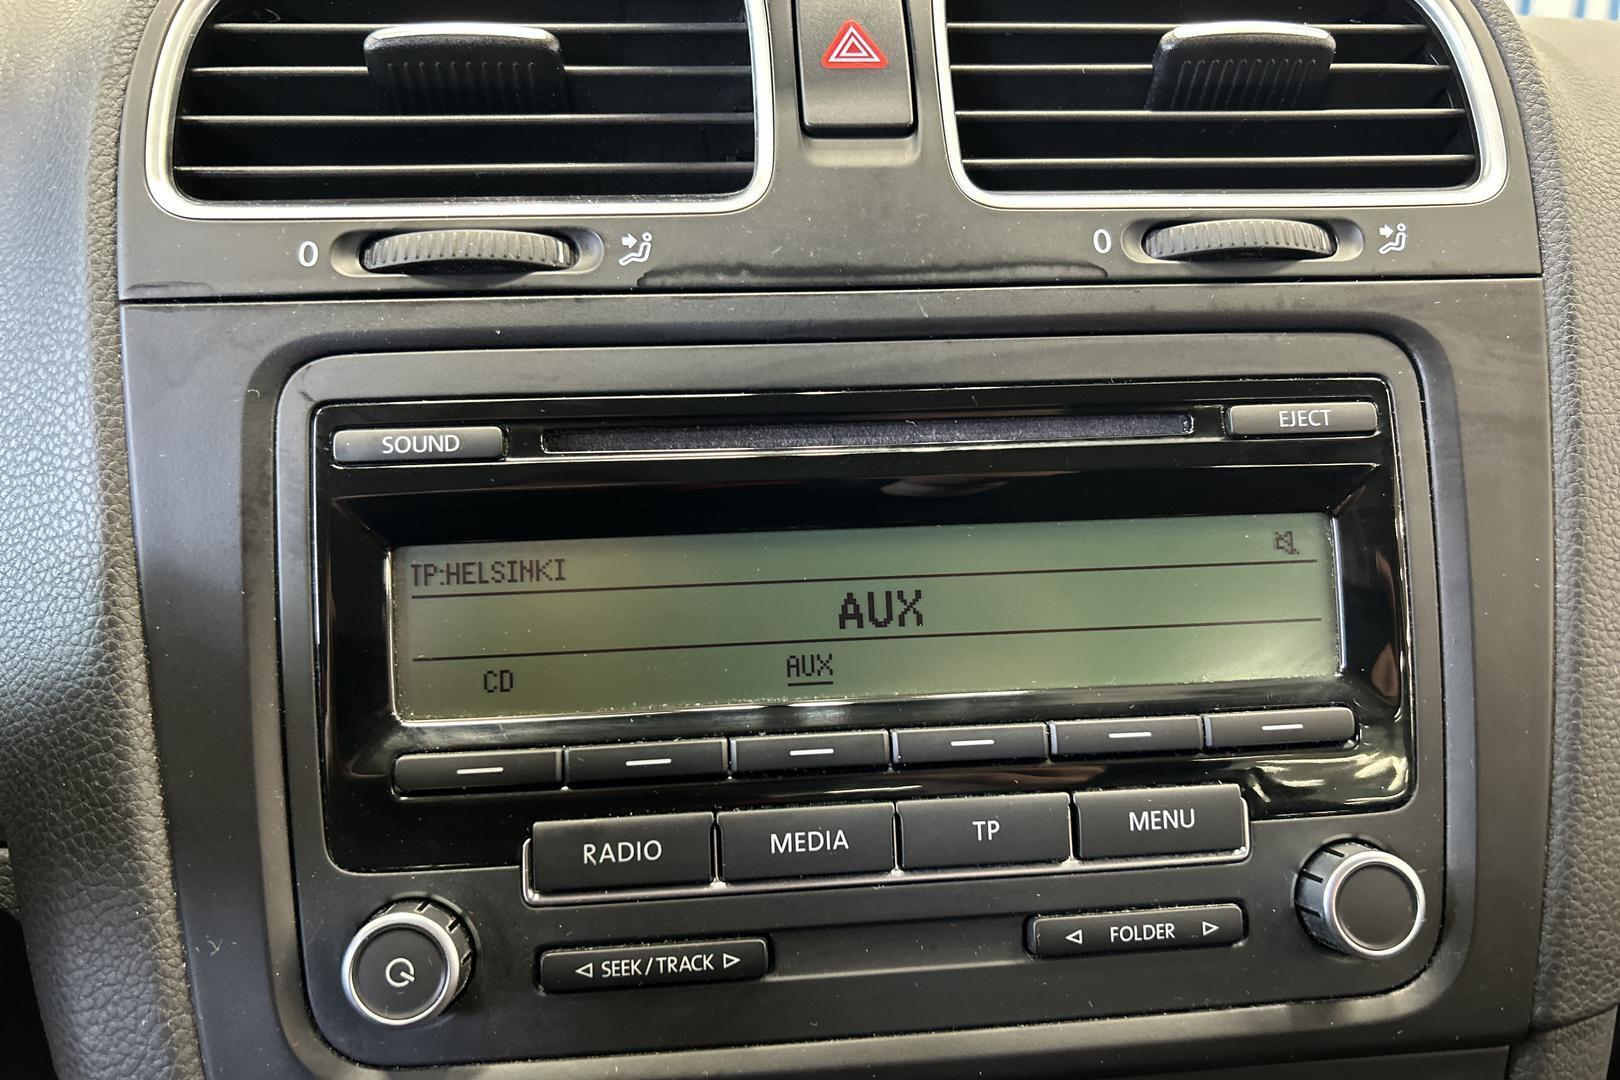 0
0
SOUND
EJECT
TP:HELSINKI
AUX
CD
AUX
RADIO
MEDIA
TP
MENU
SEEK/TRACK
FOLDER